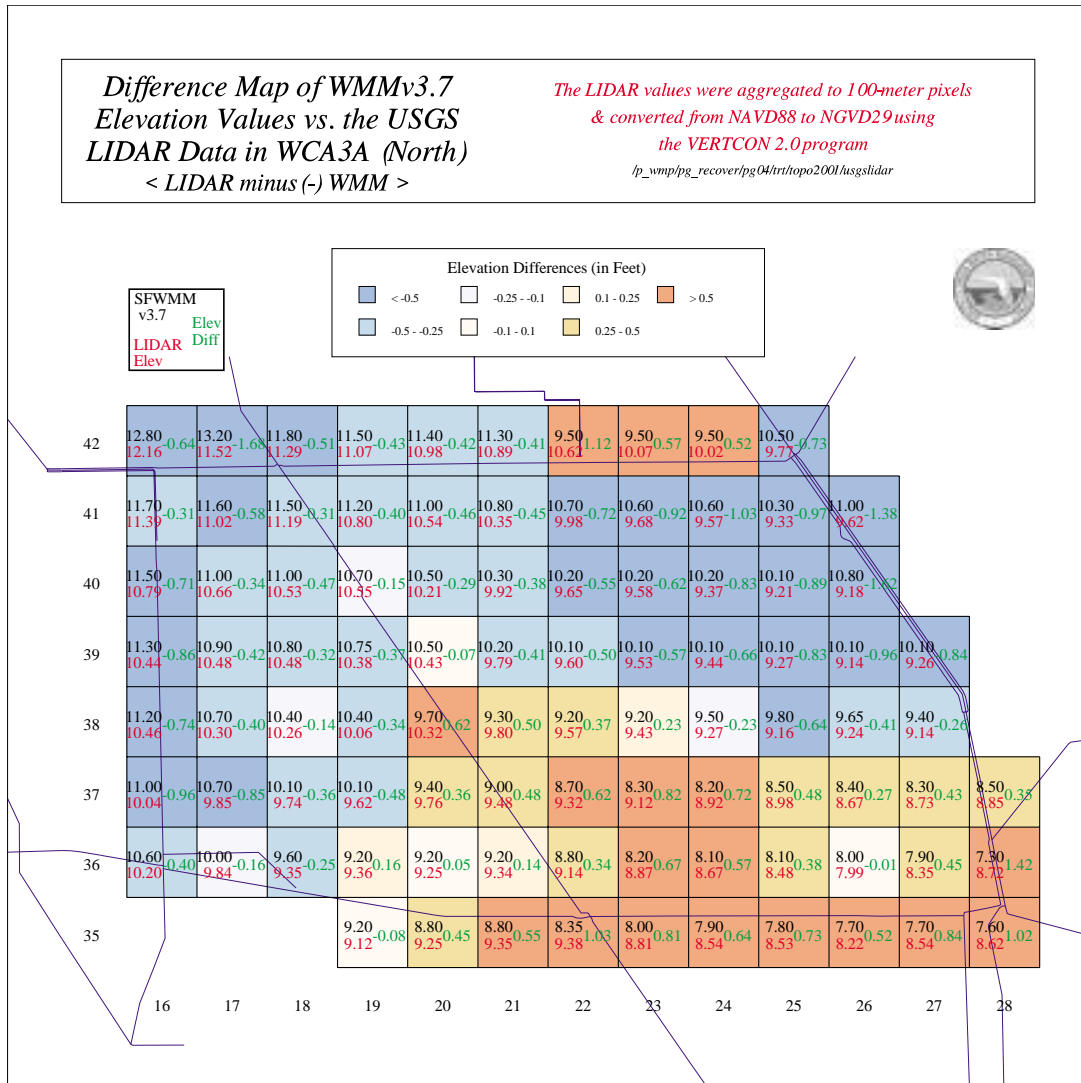 Difference Map of WMMv3.7
Elevation Values vs. the USGS
LIDAR Data in WCA3A (North)
< LIDAR minus (-) WMM >
The LIDAR values were aggregated to 100-meter pixels
& converted from NAVD88 to NGVD29 using
the VERTCON 2.0 program
/p_wmp/pg_recover/pg04/trt/topo2001/usgslidar
Elevation Differences (in Feet)
< -0.5 -0.25 - -0.1 0.1 - 0.25 > 0.5
-0.5 - -0.25 -0.1 - 0.1 0.25 - 0.5
SFWMM
v3.7
Elev
Diff
LIDAR
Elev
42
12.80 13.20 11.80 11.50 11.40 11.30 9.50 9.50 9.50 10.50
-0.64 -1.68 -0.51 -0.43 -0.42 -0.41 1.12 0.57 0.52 -0.73
12.16 11.52 11.29 11.07 10.98 10.89 10.62 10.07 10.02 9.77
41
11.70 11.60 11.50 11.20 11.00 10.80 10.70 10.60 10.60 10.30 11.00
-0.31 -0.58 -0.31 -0.40 -0.46 -0.45 -0.72 -0.92 -1.03 -0.97 -1.38
11.39 11.02 11.19 10.80 10.54 10.35 9.98 9.68 9.57 9.33 9.62
40
11.50 11.00 11.00 10.70 10.50 10.30 10.20 10.20 10.20 10.10 10.80
-0.71 -0.34 -0.47 -0.15 -0.29 -0.38 -0.55 -0.62 -0.83 -0.89 -1.62
10.79 10.66 10.53 10.55 10.21 9.92 9.65 9.58 9.37 9.21 9.18
39
11.30 10.90 10.80 10.75 10.50 10.20 10.10 10.10 10.10 10.10 10.10 10.10
-0.86 -0.42 -0.32 -0.37 -0.07 -0.41 -0.50 -0.57 -0.66 -0.83 -0.96 -0.84
10.44 10.48 10.48 10.38 10.43 9.79 9.60 9.53 9.44 9.27 9.14 9.26
38
11.20 10.70 10.40 10.40 9.70 9.30 9.20 9.20 9.50 9.80 9.65 9.40
-0.74 -0.40 -0.14 -0.34 0.62 0.50 0.37 0.23 -0.23 -0.64 -0.41 -0.26
10.46 10.30 10.26 10.06 10.32 9.80 9.57 9.43 9.27 9.16 9.24 9.14
37
11.00 10.70 10.10 10.10 9.40 9.00 8.70 8.30 8.20 8.50 8.40 8.30 8.50
-0.96 -0.85 -0.36 -0.48 0.36 0.48 0.62 0.82 0.72 0.48 0.27 0.43 0.35
10.04 9.85 9.74 9.62 9.76 9.48 9.32 9.12 8.92 8.98 8.67 8.73 8.85
36
10.60 10.00 9.60 9.20 9.20 9.20 8.80 8.20 8.10 8.10 8.00 7.90 7.30
-0.40 -0.16 -0.25 0.16 0.05 0.14 0.34 0.67 0.57 0.38 -0.01 0.45 1.42
10.20 9.84 9.35 9.36 9.25 9.34 9.14 8.87 8.67 8.48 7.99 8.35 8.72
35
9.20 8.80 8.80 8.35 8.00 7.90 7.80 7.70 7.70 7.60
-0.08 0.45 0.55 1.03 0.81 0.64 0.73 0.52 0.84 1.02
9.12 9.25 9.35 9.38 8.81 8.54 8.53 8.22 8.54 8.62
16 17 18 19 20 21 22 23 24 25 26 27 28